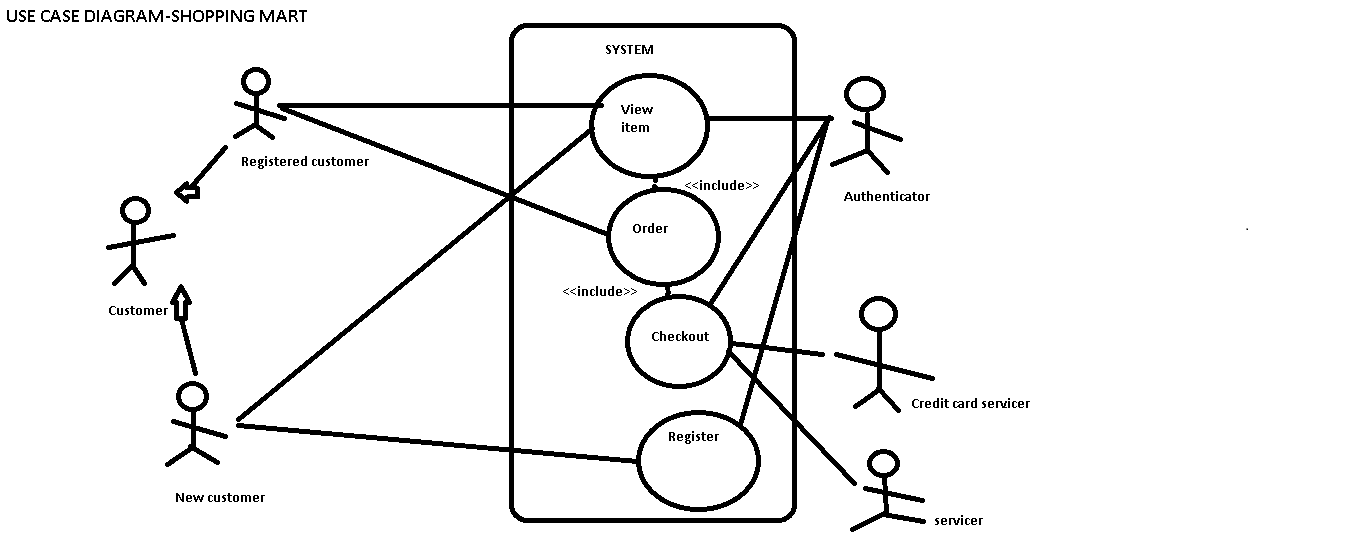 USE CASE DIAGRAM-SHOPPING MART
SYSTEM
View
item
Registered customer
<<include>>
Authenticator
Order
<<include>>
Customer
Checkout
Credit card servicer
Register
New customer
servicer